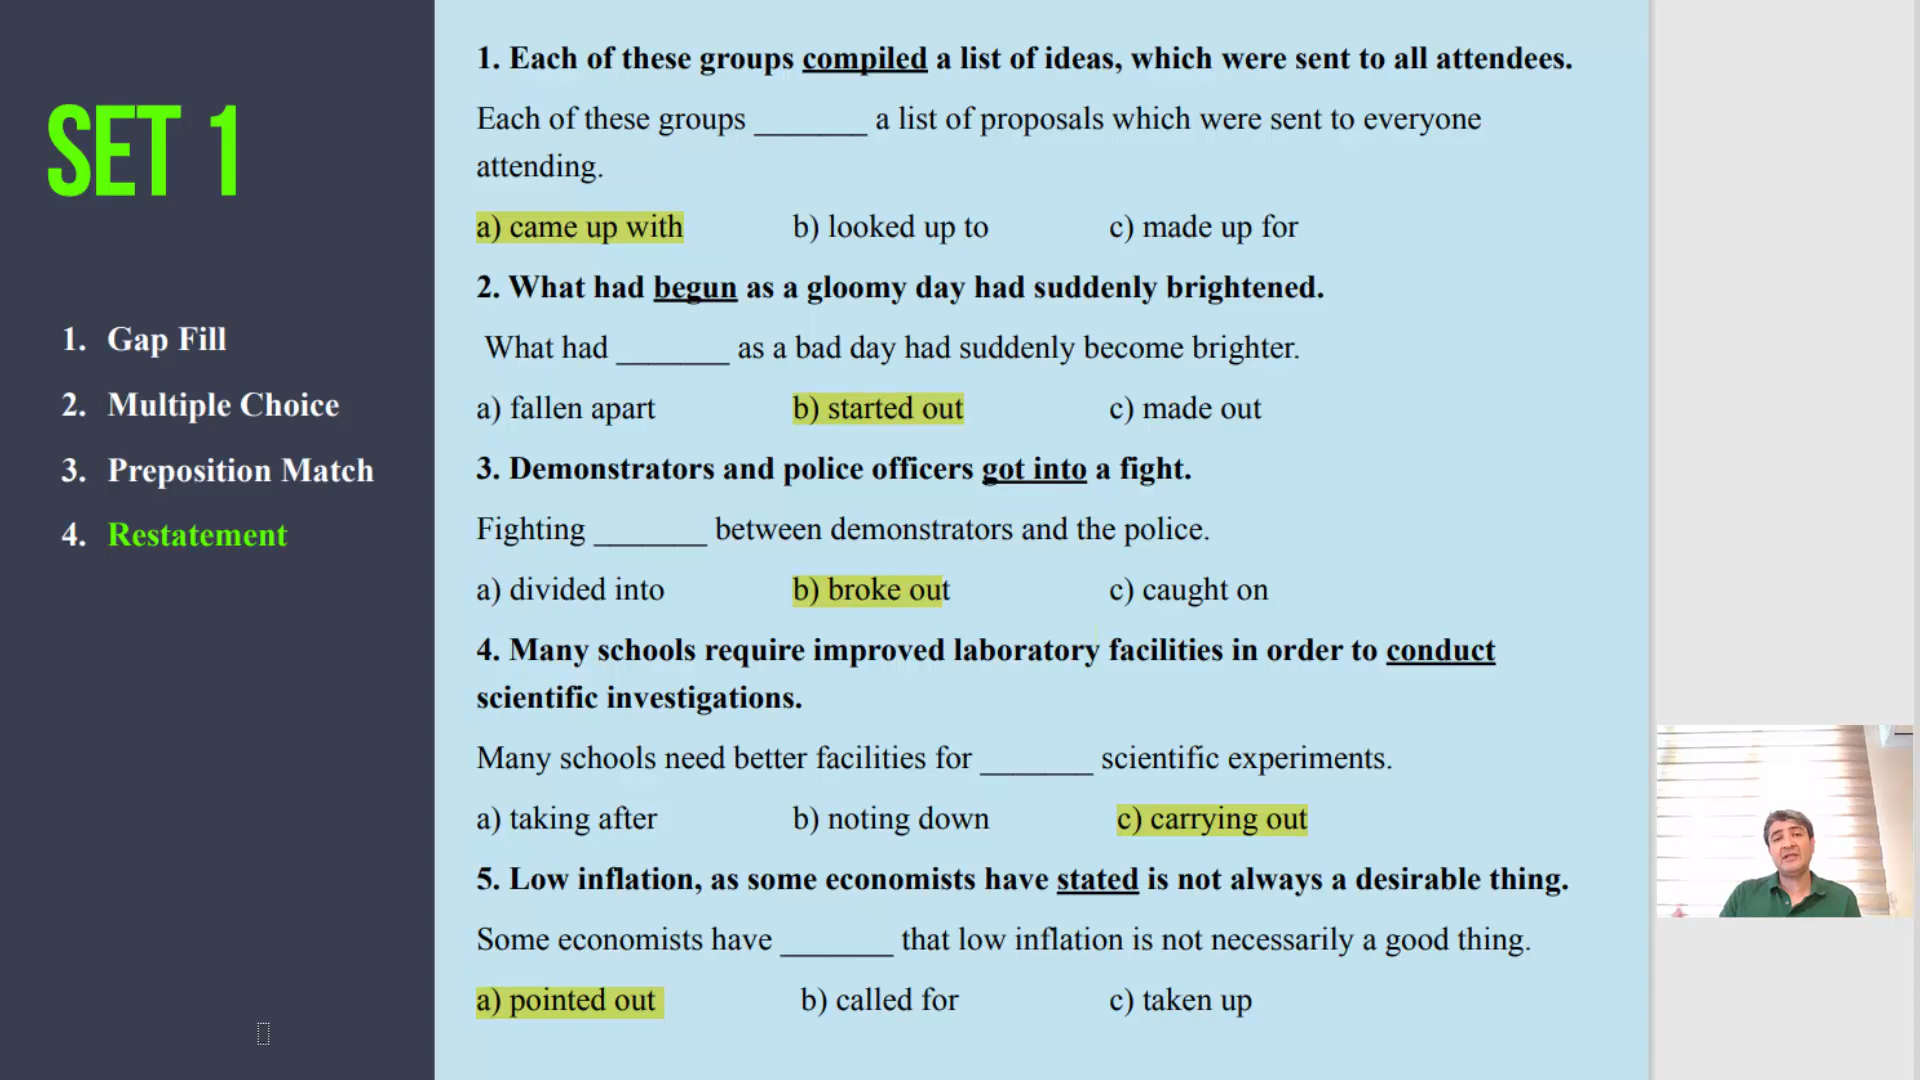 SET 1
1. Gap Fill
2. Multiple Choice
3. Preposition Match
4. Restatement
1. Each of these groups compiled a list of ideas, which were sent to all attendees.
Each of these groups _______ a list of proposals which were sent to everyone
attending.
a) came up with b) looked up to c) made up for
2. What had begun as a gloomy day had suddenly brightened.
What had _______ as a bad day had suddenly become brighter.
a) fallen apart b) started out c) made out
3. Demonstrators and police officers got into a fight.
Fighting _______ between demonstrators and the police.
a) divided into b) broke out c) caught on
4. Many schools require improved laboratory facilities in order to conduct
scientific investigations.
Many schools need better facilities for _______ scientific experiments.
a) taking after b) noting down c) carrying out
5. Low inflation, as some economists have stated is not always a desirable thing.
Some economists have _______ that low inflation is not necessarily a good thing.
a) pointed out b) called for c) taken up